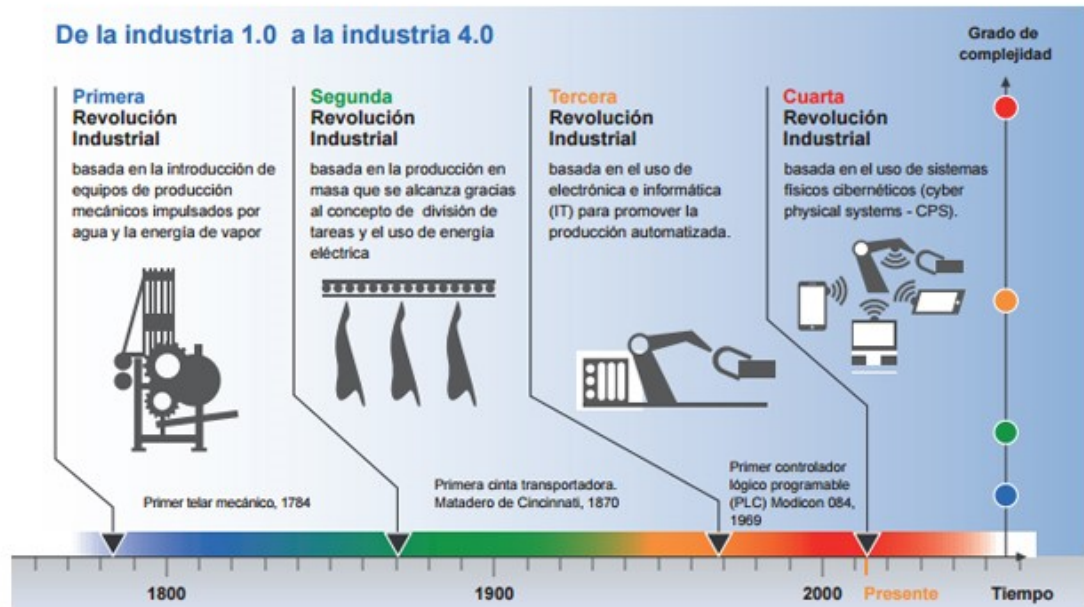 De la industria 1.0 a la industria 4.0
Grado de
complejidad
Primera
Revolución
Industrial
basada en la introducción de
equipos de producción
mecánicos impulsados por
agua y la energía de vapor
Segunda
Revolución
Industrial
basada en la producción en
masa que se alcanza gracias
al concepto de división de
tareas y el uso de energía
eléctrica
Tercera
Revolución
Industrial
basada en el uso de
electrónica e informática
(IT) para promover la
producción automatizada.
Cuarta
Revolución
Industrial
basada en el uso de sistemas
físicos cibernéticos (cyber
physical systems - CPS).
Primer telar mecánico, 1784
Primera cinta transportadora.
Matadero de Cincinnati, 1870
Primer controlador
lógico programable
(PLC) Modicon 084,
1969
1800
1900
2000
Presente
Tiempo